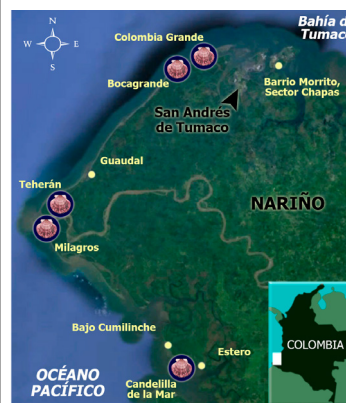 N
W E
S
Colombia Grande
Bahía d
Tumaco
Bocagrande
Barrio Morrito,
Sector Chapas
San Andrés
de Tumaco
Guaudal
Teherán
NARIÑO
Milagros
Bajo Cumilinche
Estero
COLOMBIA
OCÉANO
PACÍFICO
Candelilla
de la Mar